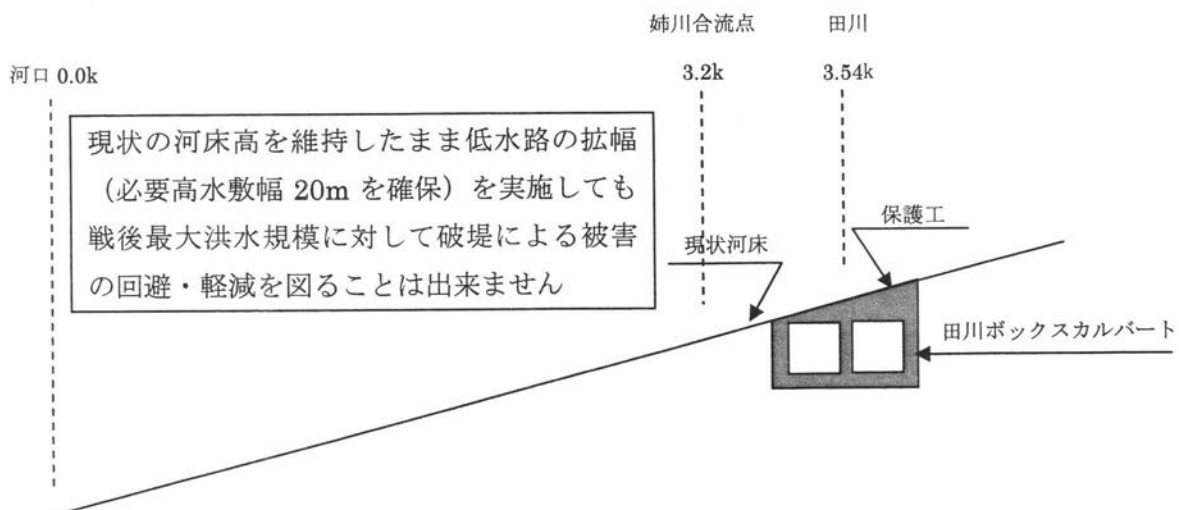 姉川合流点
田川
河口 0.0k
3.2k
3.54k
現状の河床高を維持したまま低水路の拡幅
(必要高水敷幅 20m を確保)を実施しても
戦後最大洪水規模に対して破堤による被害
の回避・軽減を図ることは出来ません
保護工
現状河床
田川ボックスカルバート